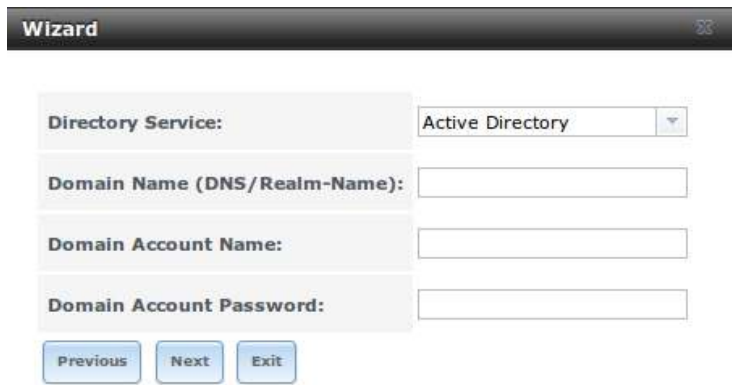 Wizard
Directory Service: Active Directory
Domain Name (DNS/Realm-Name):
Domain Account Name:
Domain Account Password:
Previous Next Exit